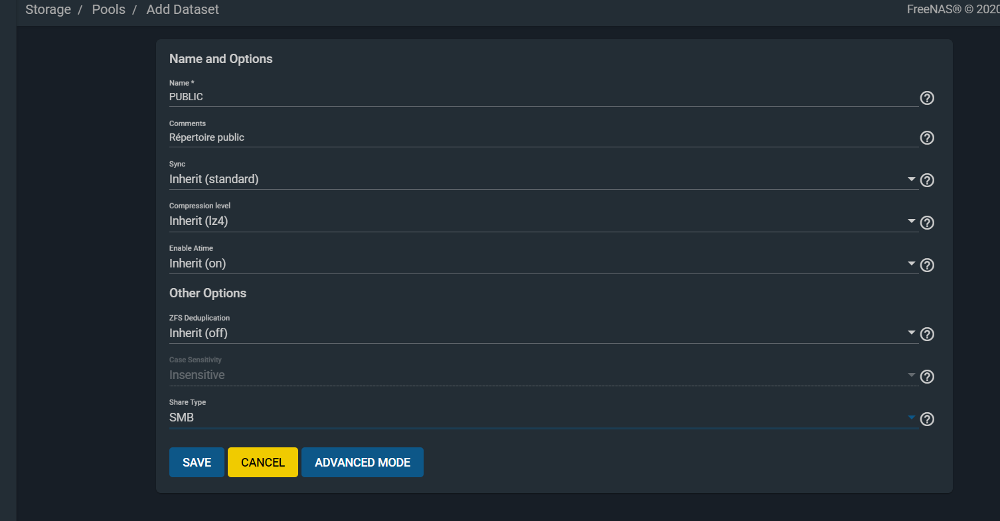 Storage / Pools / Add Dataset
FreeNAS® © 2020
Name and Options
Name *
PUBLIC
Comments
Répertoire public
Sync
Inherit (standard)
Compression level
Inherit (lz4)
Enable Atime
Inherit (on)
Other Options
ZFS Deduplication
Inherit (off)
Case Sensitivity
Insensitive
Share Type
SMB
SAVE CANCEL ADVANCED MODE